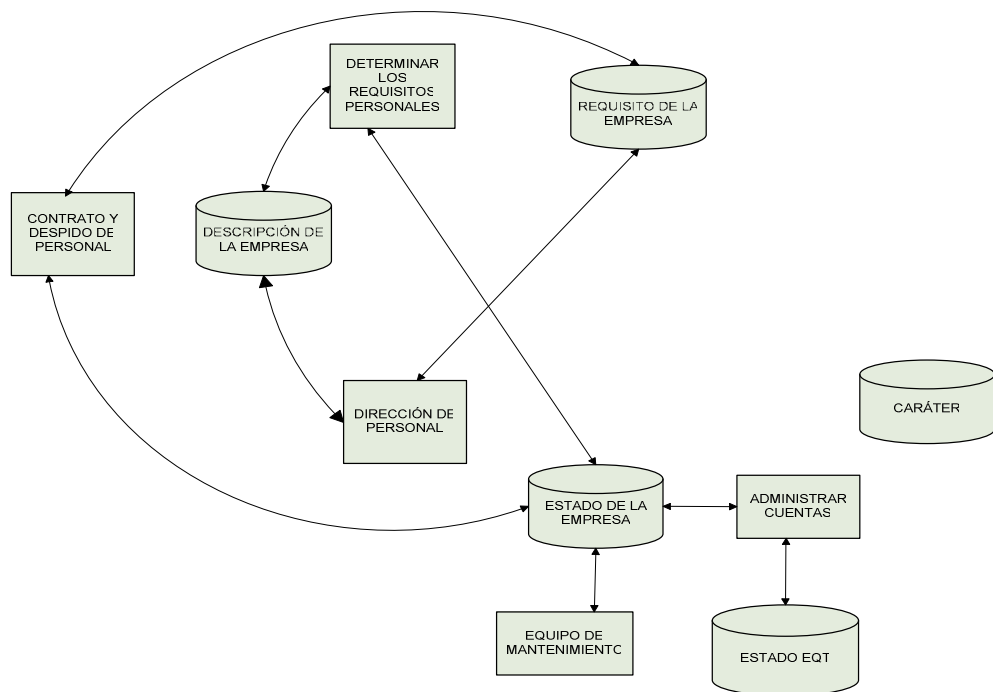 DETERMINAR
LOS
REQUISITOS
PERSONALES
REQUISITO DE LA
EMPRESA
CONTRATO Y
DESPIDO DE
PERSONAL
DESCRIPCIÓN DE
LA EMPRESA
DIRECCIÓN DE
PERSONAL
CARÁTER
ESTADO DE LA
EMPRESA
ADMINISTRAR
CUENTAS
EQUIPO DE
MANTENIMIENTO
ESTADO EQT